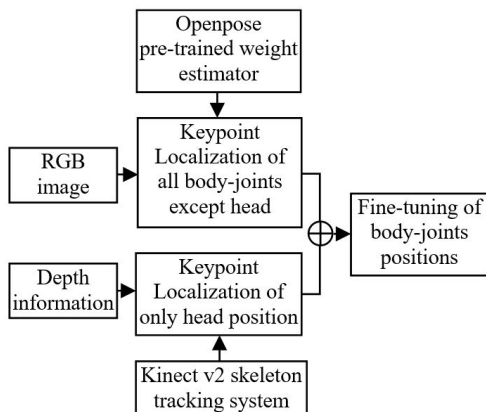 Openpose
pre-trained weight
estimator
RGB
image
Keypoint
Localization of
all body-joints
except head
Fine-tuning of
body-joints
positions
Depth
information
Keypoint
Localization of
only head position
Kinect v2 skeleton
tracking system